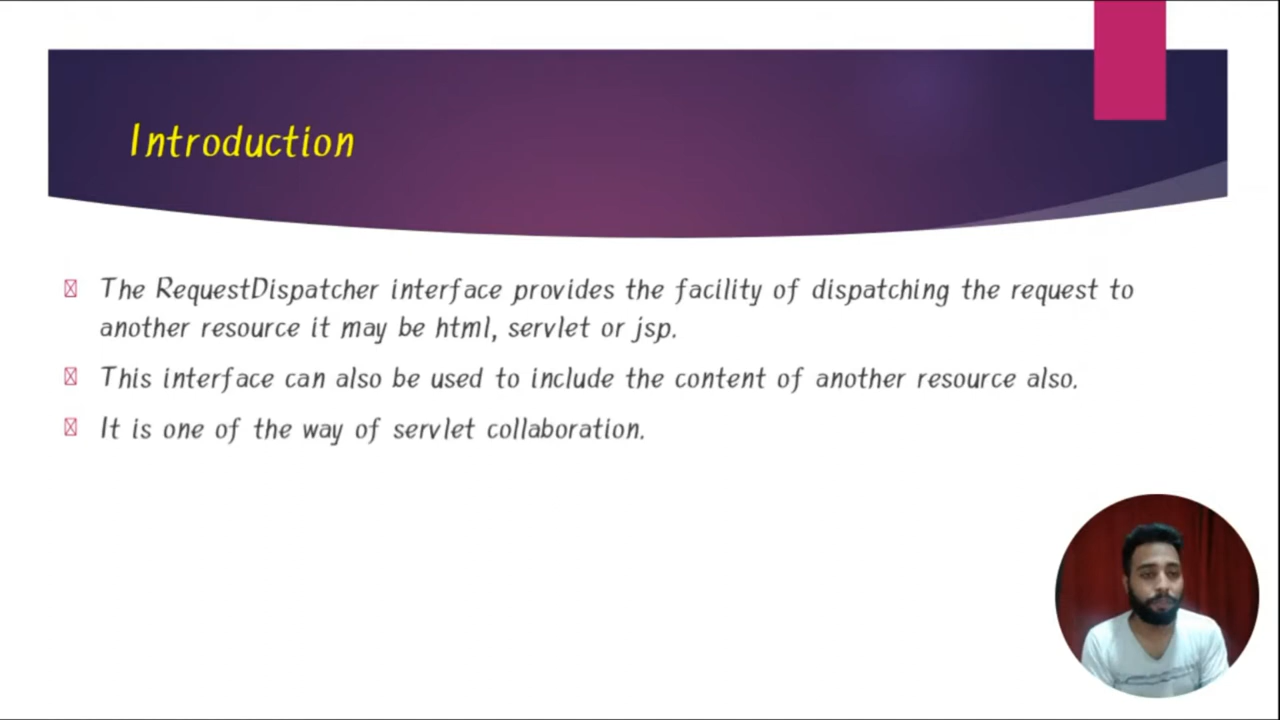 Introduction
The RequestDispatcher interface provides the facility of dispatching the request to
another resource it may be html, servlet or jsp.
This interface can also be used to include the content of another resource also.
It is one of the way of servlet collaboration.